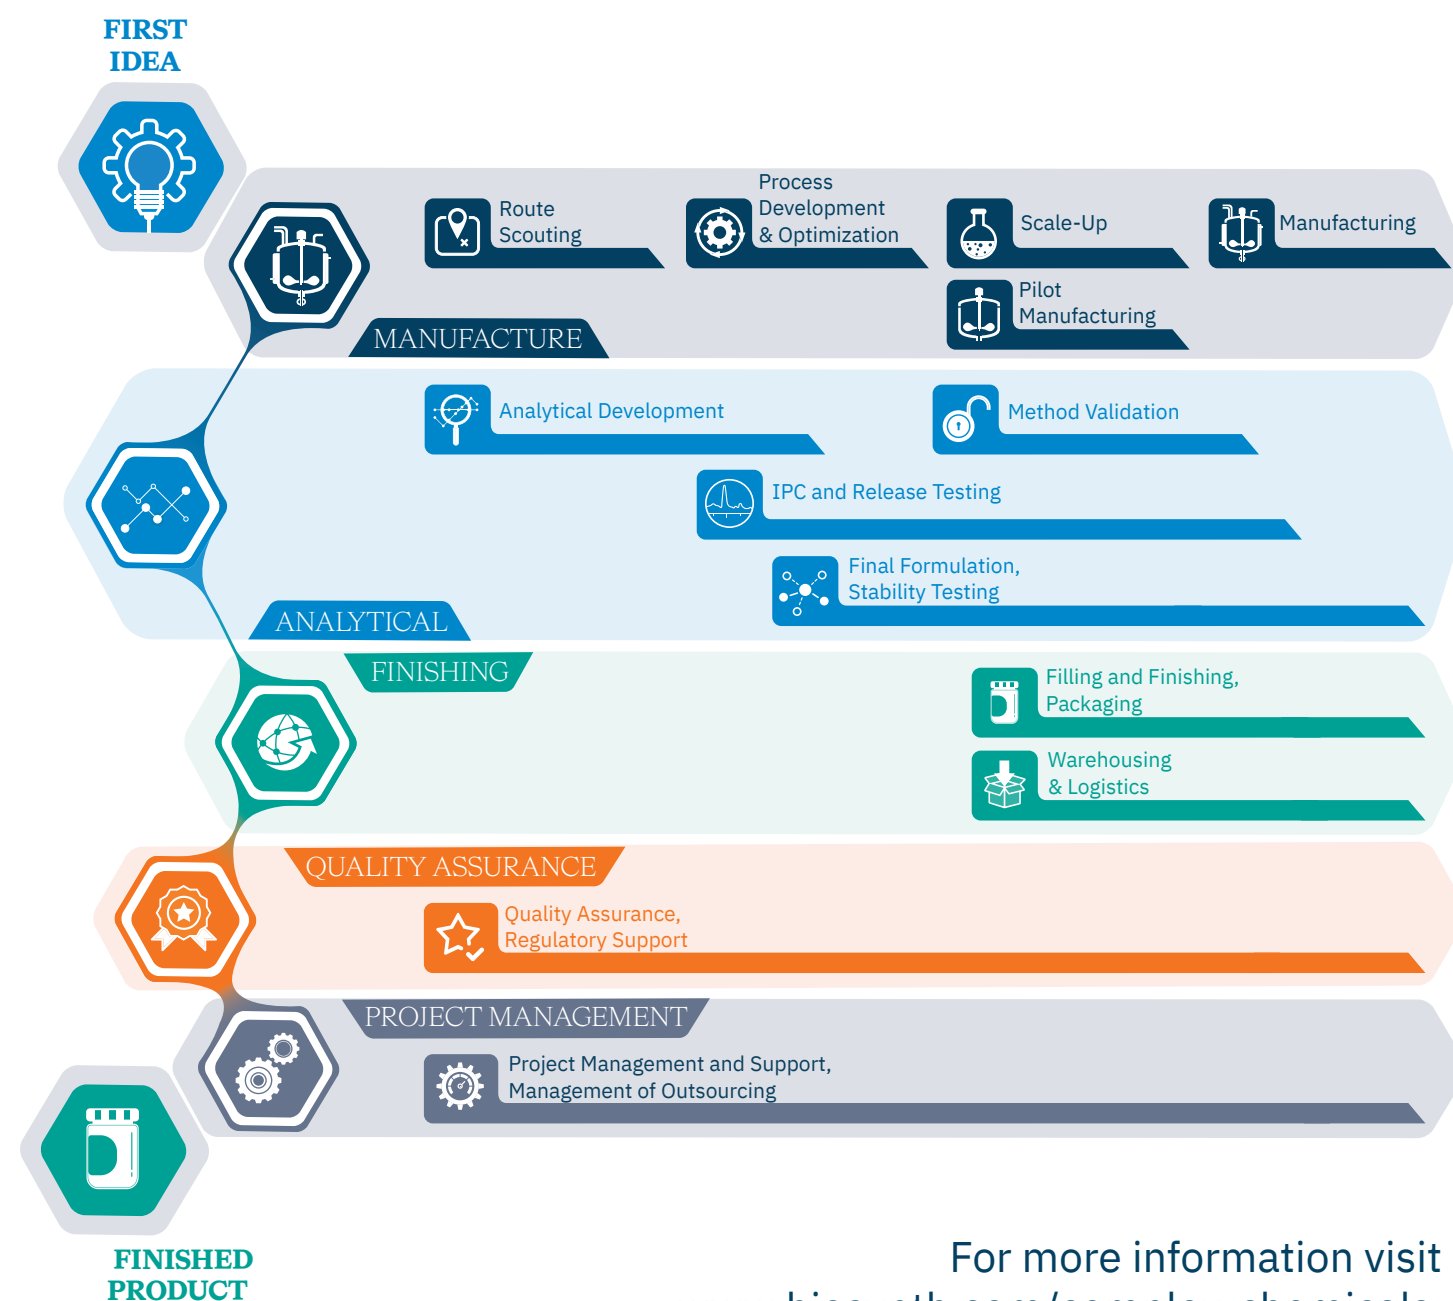 FIRST
IDEA
Route
Scouting
Process
Development
& Optimization
Scale-Up
Manufacturing
Pilot
Manufacturing
MANUFACTURE
Analytical Development
Method Validation
IPC and Release Testing
Final Formulation,
Stability Testing
ANALYTICAL
FINISHING
Filling and Finishing,
Packaging
Warehousing
& Logistics
QUALITY ASSURANCE
Quality Assurance,
Regulatory Support
PROJECT MANAGEMENT
Project Management and Support,
Management of Outsourcing
FINISHED
PRODUCT
For more information visit